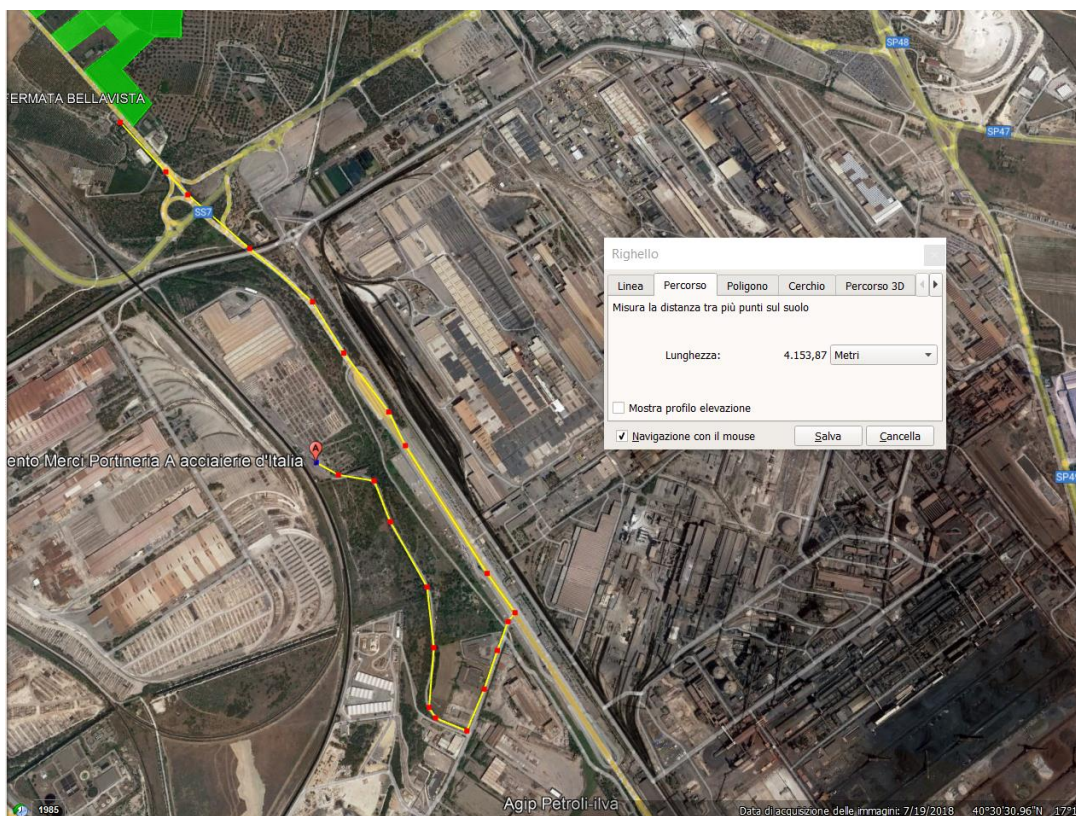 SP48
FERMATA BELLAVISTA
SP47
SS7
Righello
Linea Percorso Poligono Cerchio Percorso 3D
Misura la distanza tra più punti sul suolo
Lunghezza: 4.153,87 Metri
Mostra profilo elevazione
Navigazione con il mouse Salva Cancella
A
ento Merci Portineria A acciaierie d'Italia
SP4
Agip Petroli-ilva
1985 Data di acquisizione delle immagini: 7/19/2018 40°30'30.96"N 17°1